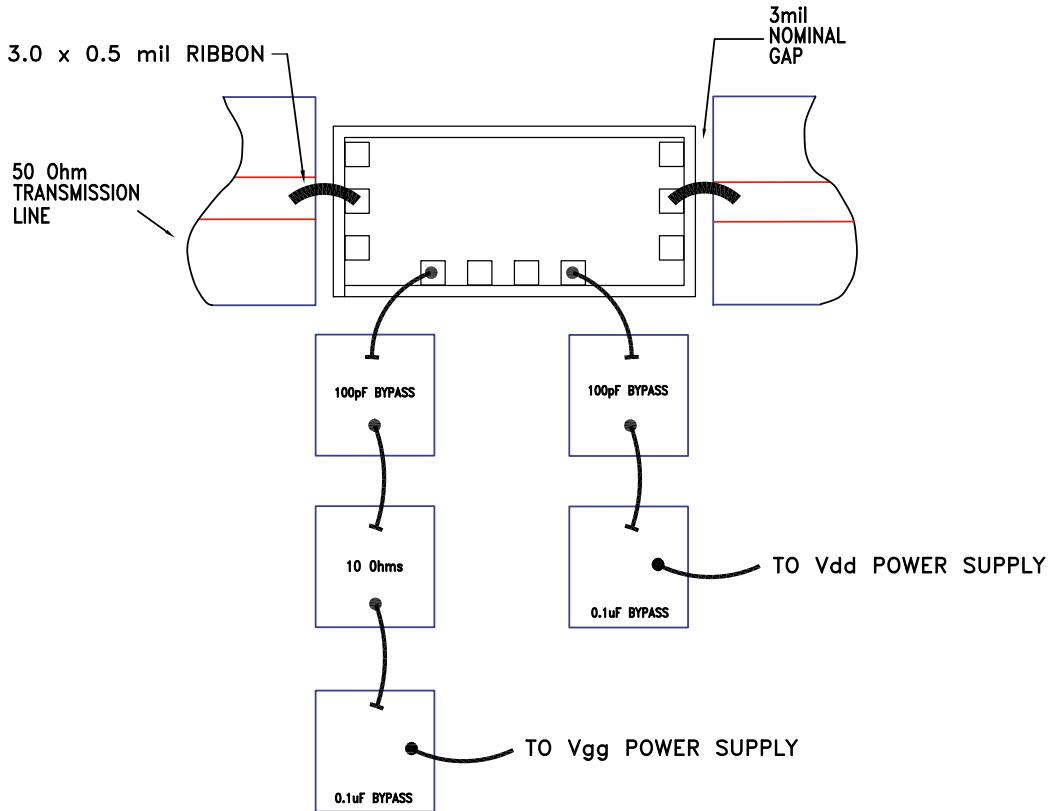 3mil
NOMINAL
GAP
3.0 x 0.5 mil RIBBON
50 Ohm
TRANSMISSION
LINE
100pF BYPASS
100pF BYPASS
10 Ohms
TO Vdd POWER SUPPLY
0.1uF BYPASS
TO Vgg POWER SUPPLY
0.1uF BYPASS